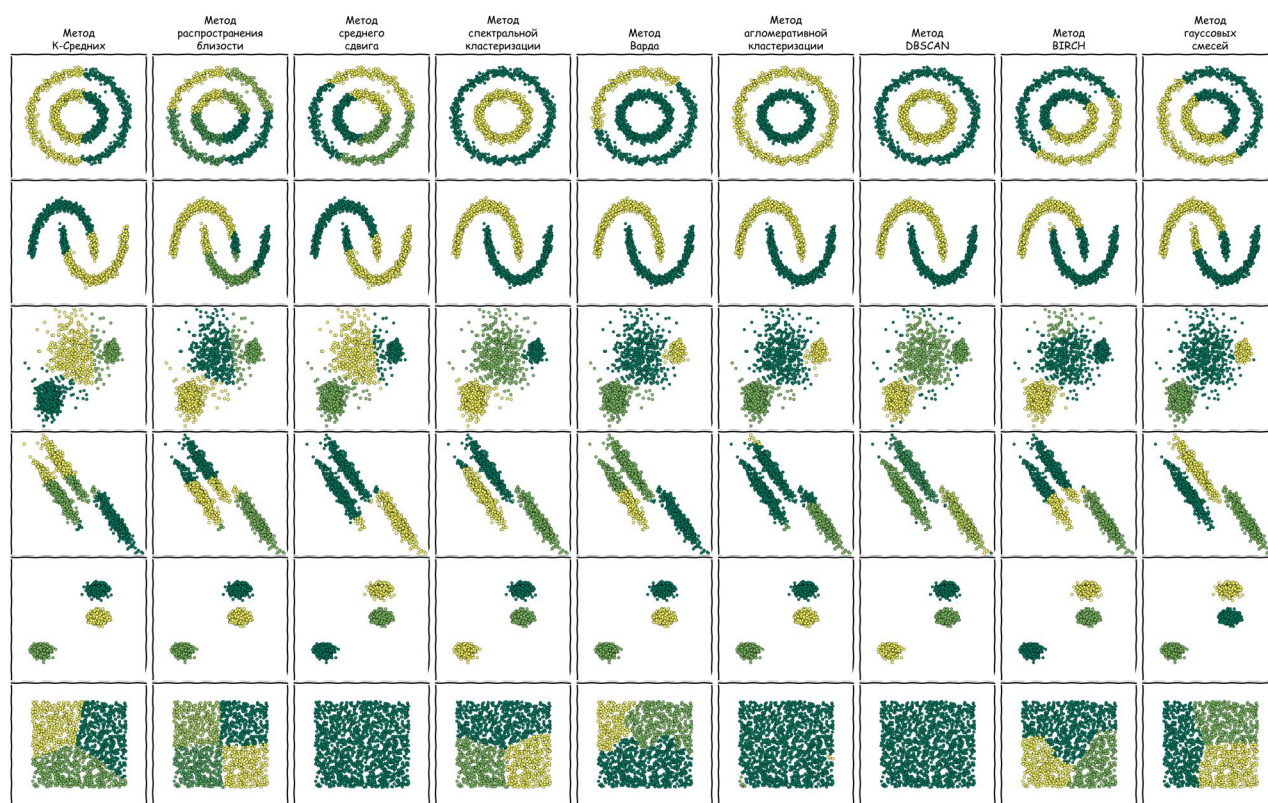 Метод
К-Средних
Метод
распространения
близости
Метод
среднего
сдвига
Метод
спектральной
кластеризации
Метод
Варда
Метод
агломеративной
кластеризации
Метод
DBSCAN
Метод
BIRCH
Метод
гауссовых
смесей